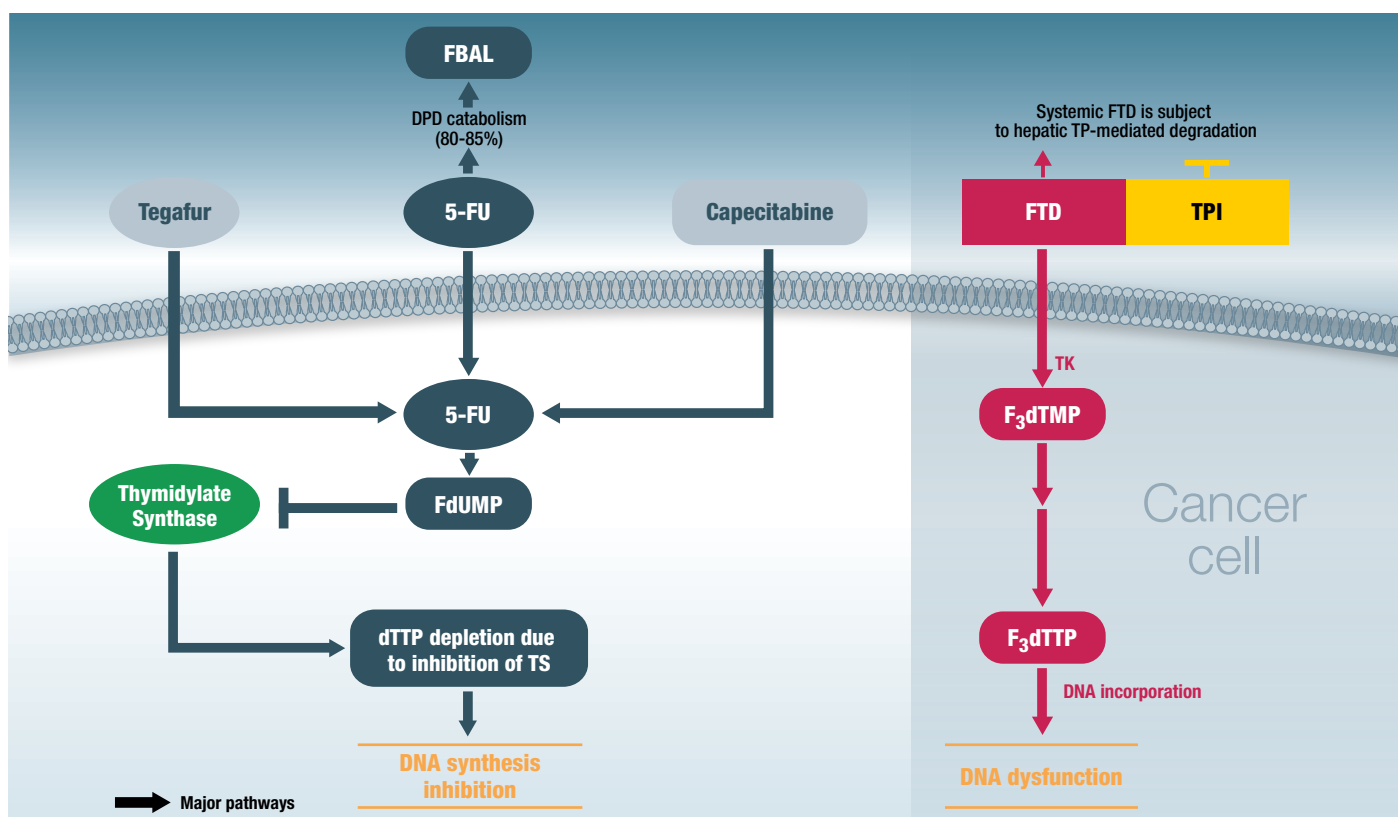 FBAL
DPD catabolism
(80-85%)
Systemic FTD is subject
to hepatic TP-mediated degradation
Tegafur
5-FU
Capecitabine
FTD
TPI
TK
5-FU
F₃dTMP
Thymidylate
Synthase
FdUMP
Cancer
cell
dTTP depletion due
to inhibition of TS
F₃dTTP
DNA incorporation
DNA synthesis
inhibition
DNA dysfunction
Major pathways